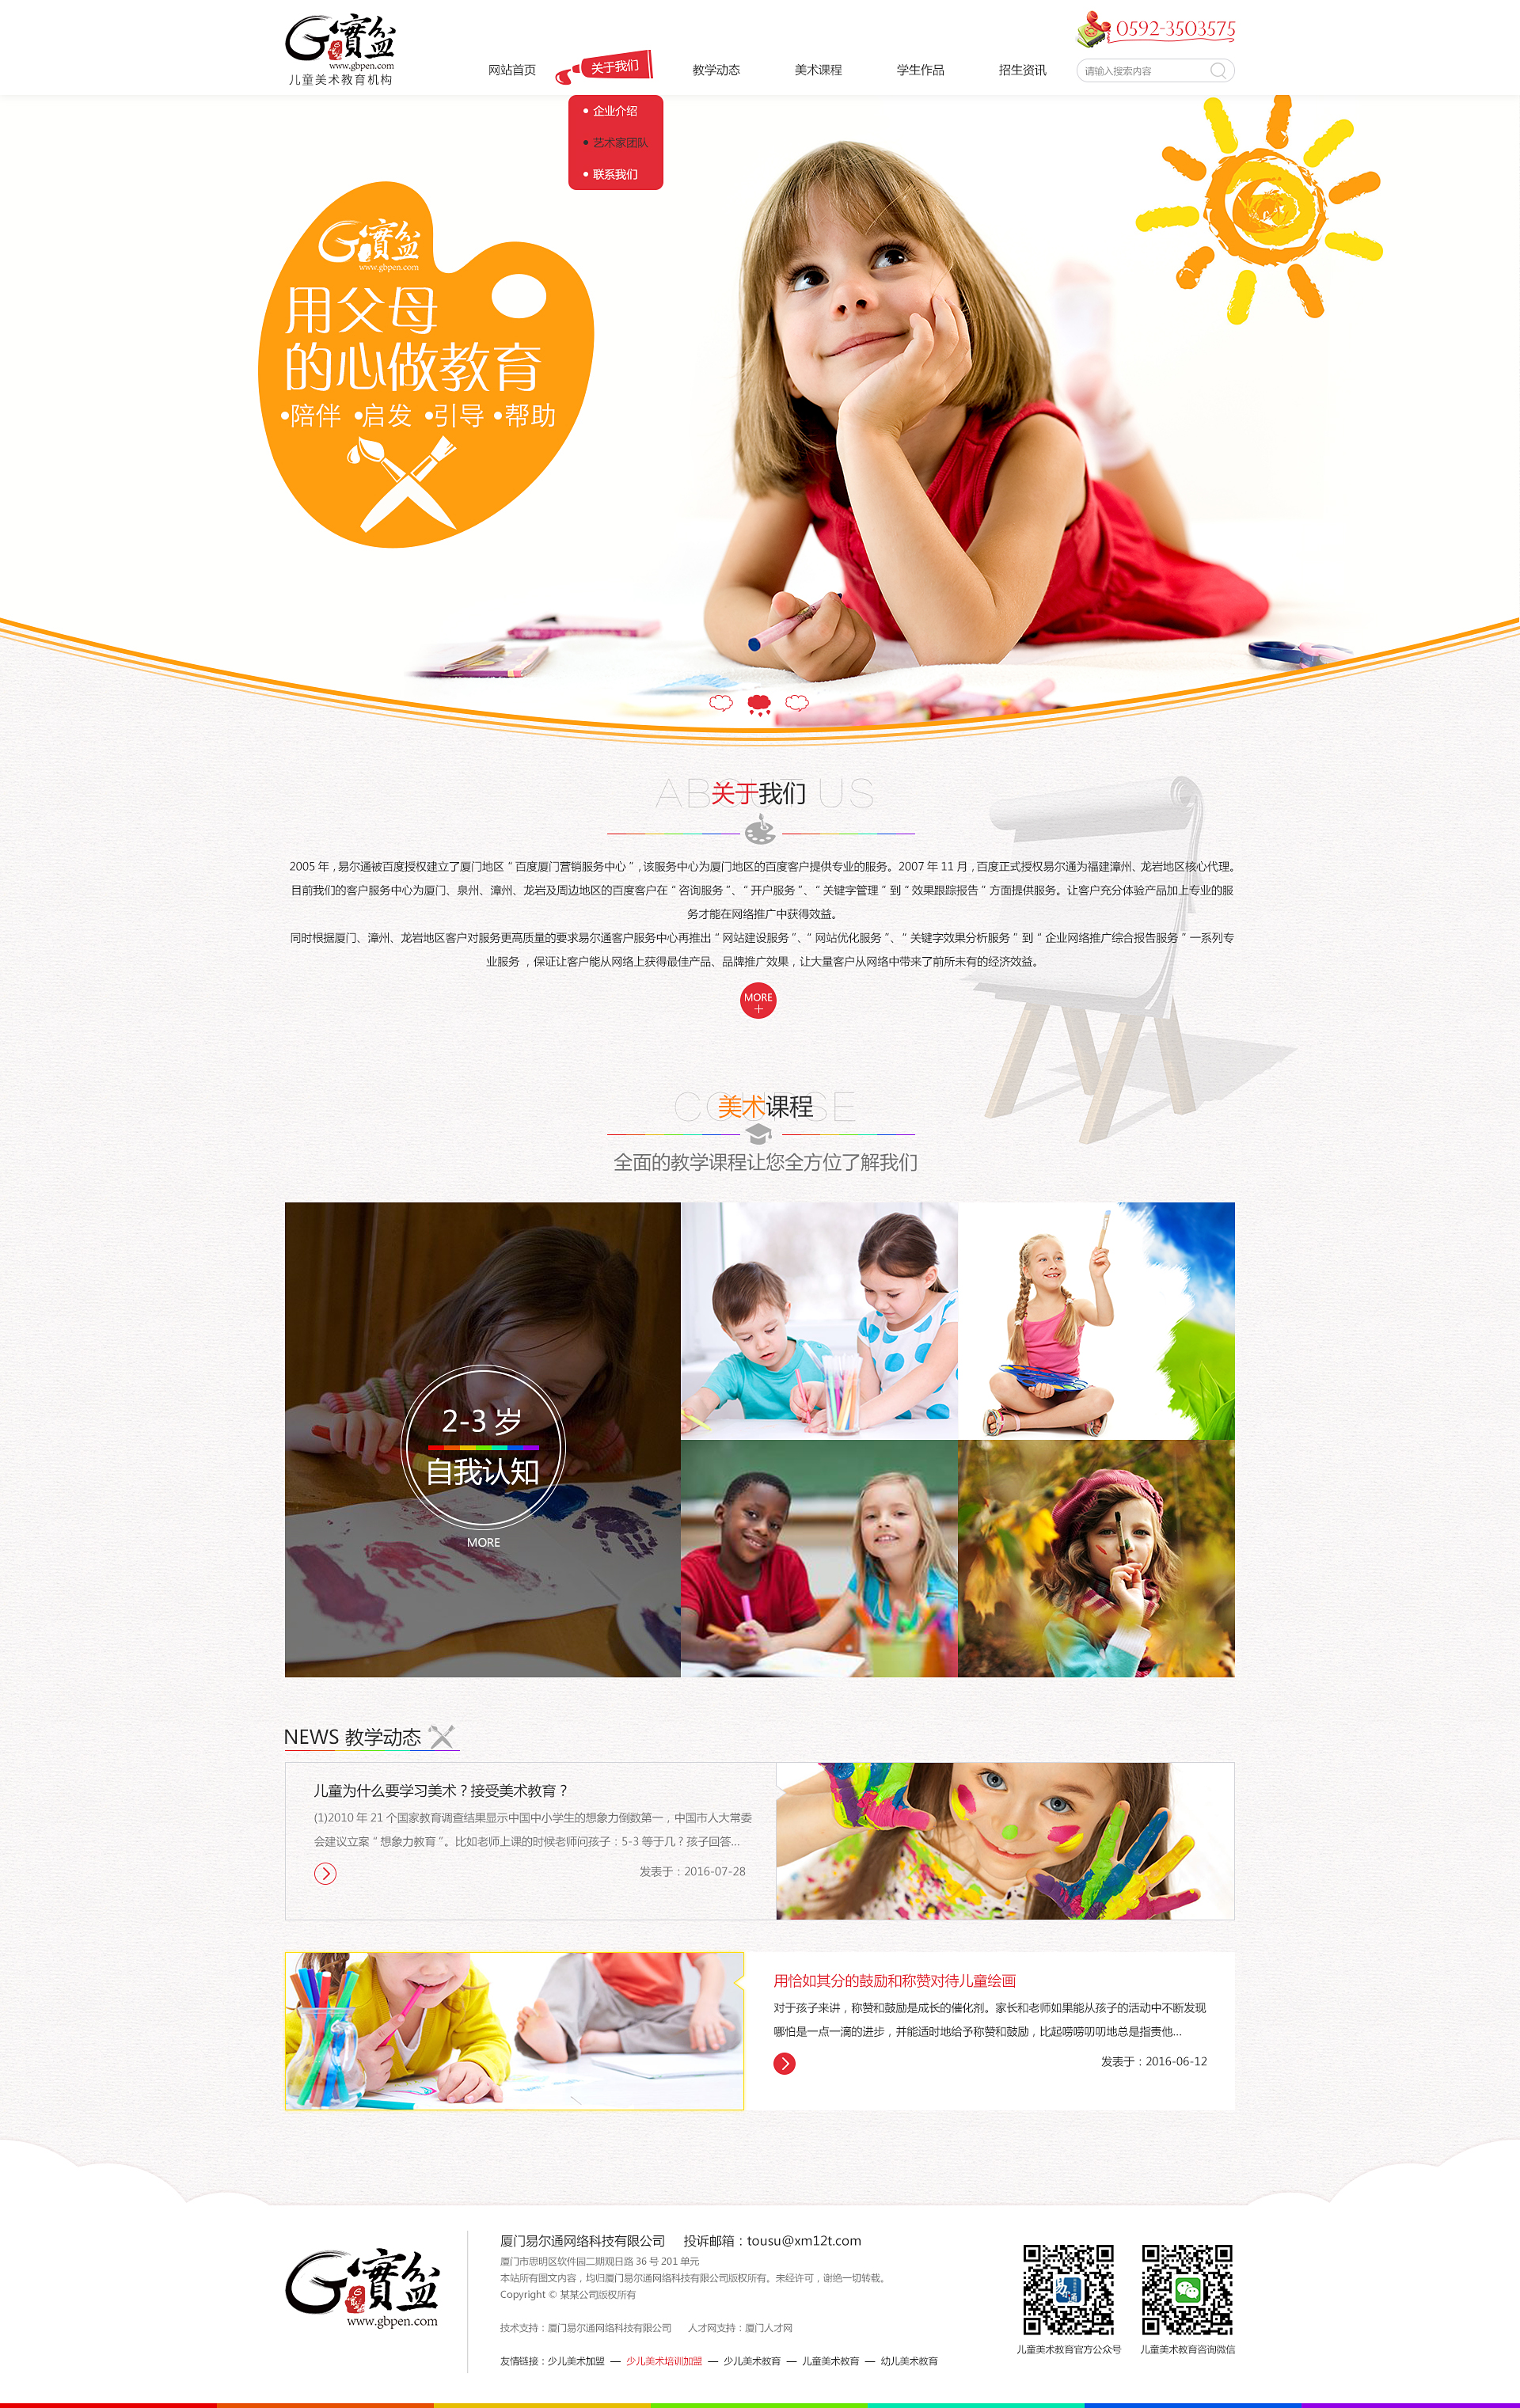 G寶盆
www.gbpen.com
儿童美术教育机构
0592-3503575
网站首页
关于我们
教学动态
美术课程
学生作品
招生资讯
请输入搜索内容
企业介绍
艺术家团队
联系我们
G寶盆
www.gbpen.com
用父母
的心做教育
•陪伴 •启发 •引导 •帮助
ABOUT US
关于我们
2005 年，易尔通被百度授权建立了厦门地区“百度厦门营销服务中心”，该服务中心为厦门地区的百度客户提供专业的服务。2007 年 11 月，百度正式授权易尔通为福建漳州、龙岩地区核心代理。
目前我们的客户服务中心为厦门、泉州、漳州、龙岩及周边地区的百度客户在“咨询服务”、“开户服务”、“关键字管理”到“效果跟踪报告”方面提供服务。让客户充分体验产品加上专业的服
务才能在网络推广中获得效益。
同时根据厦门、漳州、龙岩地区客户对服务更高质量的要求易尔通客户服务中心再推出“网站建设服务”、“网站优化服务”、“关键字效果分析服务”到“企业网络推广综合报告服务”一系列专
业服务 ，保证让客户能从网络上获得最佳产品、品牌推广效果，让大量客户从网络中带来了前所未有的经济效益。
MORE
+
COURSE
美术课程
全面的教学课程让您全方位了解我们
2-3 岁
自我认知
MORE
NEWS 教学动态
儿童为什么要学习美术？接受美术教育？
(1)2010 年 21 个国家教育调查结果显示中国中小学生的想象力倒数第一，中国市人大常委
会建议立案“想象力教育”。比如老师上课的时候老师问孩子：5-3 等于几？孩子回答...
发表于：2016-07-28
用恰如其分的鼓励和称赞对待儿童绘画
对于孩子来讲，称赞和鼓励是成长的催化剂。家长和老师如果能从孩子的活动中不断发现
哪怕是一点一滴的进步，并能适时地给予称赞和鼓励，比起唠唠叨叨地总是指责他...
发表于：2016-06-12
G寶盆
www.gbpen.com
厦门易尔通网络科技有限公司 投诉邮箱：tousu@xm12t.com
厦门市思明区软件园二期观日路 36 号 201 单元
本站所有图文内容，均归厦门易尔通网络科技有限公司版权所有。未经许可，谢绝一切转载。
Copyright © 某某公司版权所有
技术支持：厦门易尔通网络科技有限公司 人才网支持：厦门人才网
友情链接：少儿美术加盟 — 少儿美术培训加盟 — 少儿美术教育 — 儿童美术教育 — 幼儿美术教育
易尔通
儿童美术教育官方公众号
儿童美术教育咨询微信